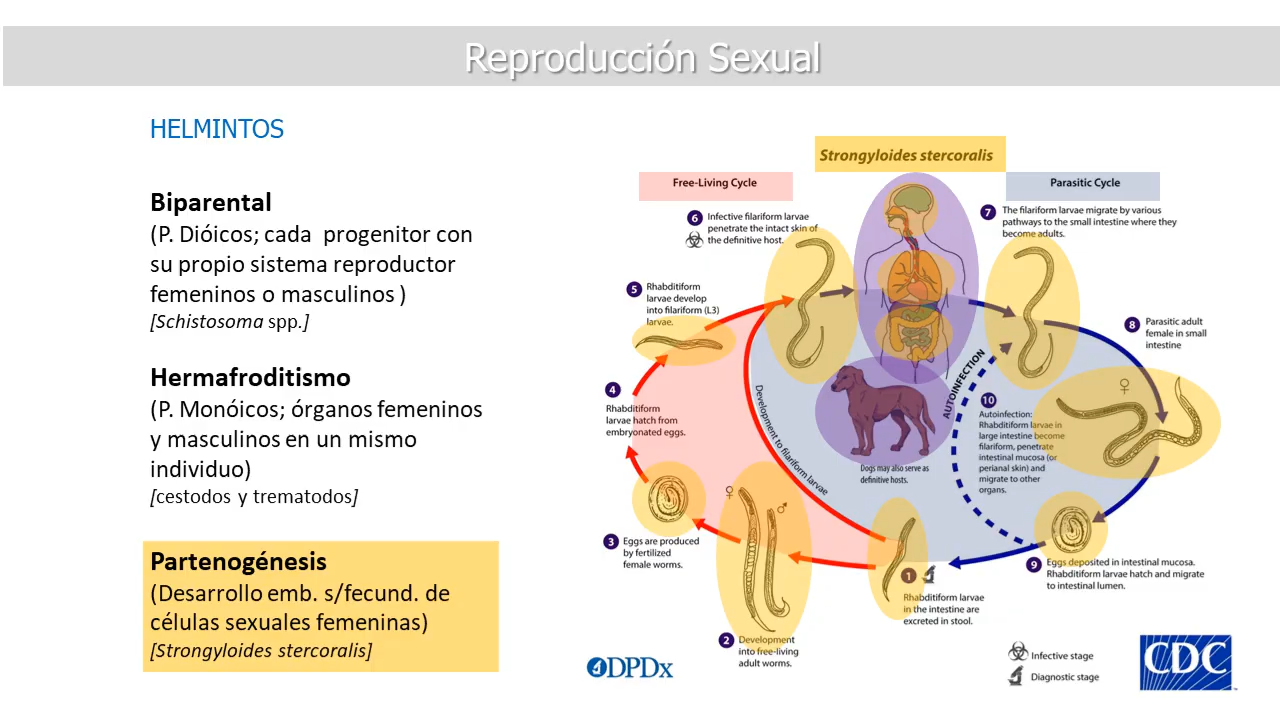 Reproducción Sexual
HELMINTOS
Biparental
(P. Dióicos; cada progenitor con
su propio sistema reproductor
femeninos o masculinos )
[Schistosoma spp.]
Hermafroditismo
(P. Monóicos; órganos femeninos
y masculinos en un mismo
individuo)
[cestodos y trematodos]
Partenogénesis
(Desarrollo emb. s/fecund. de
células sexuales femeninas)
[Strongyloides stercoralis]
Strongyloides stercoralis
Free-Living Cycle
Parasitic Cycle
6 Infective filariform larvae
penetrate the intact skin of
the definitive host.
7 The filariform larvae migrate by various
pathways to the small intestine where they
become adults.
5 Rhabditiform
larvae develop
into filariform (L3)
larvae.
8 Parasitic adult
female in small
intestine
4
Rhabditiform
larvae hatch from
embryonated eggs.
Development to filariform larvae
AUTOINFECTION
10
Autoinfection:
Rhabditiform larvae in
large intestine become
filariform, penetrate
intestinal mucosa (or
perianal skin) and
migrate to other
organs.
Dogs may also serve as
definitive hosts.
♀
♀
♂
3 Eggs are produced
by fertilized
female worms.
9 Eggs deposited in intestinal mucosa.
Rhabditiform larvae hatch and migrate
to intestinal lumen.
1
Rhabditiform larvae
in the intestine are
excreted in stool.
2 Development
into free-living
adult worms.
DPDx
Infective stage
Diagnostic stage
CDC